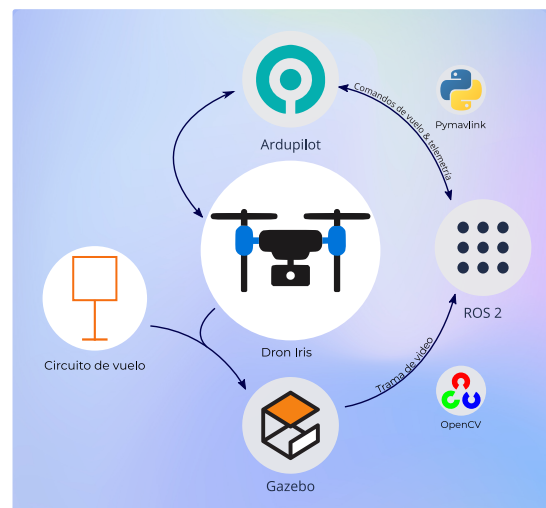 Ardupilot
Comandos de vuelo & telemetría
Pymavlink
ROS 2
Circuito de vuelo
Dron Iris
Trama de video
OpenCV
Gazebo